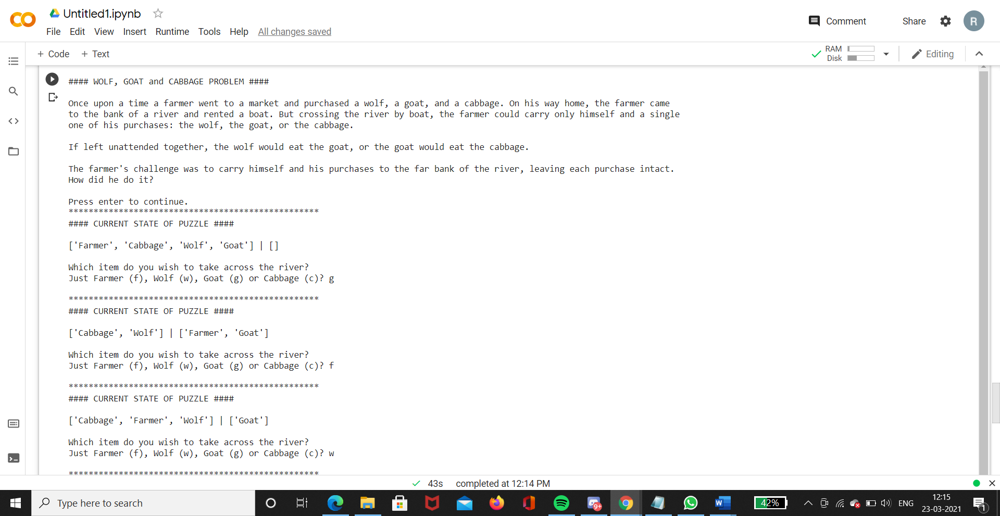 Untitled1.ipynb
Comment
Share
R
File Edit View Insert Runtime Tools Help All changes saved
+ Code + Text
RAM
Disk
Editing
#### WOLF, GOAT and CABBAGE PROBLEM ####
Once upon a time a farmer went to a market and purchased a wolf, a goat, and a cabbage. On his way home, the farmer came
to the bank of a river and rented a boat. But crossing the river by boat, the farmer could carry only himself and a single
one of his purchases: the wolf, the goat, or the cabbage.
If left unattended together, the wolf would eat the goat, or the goat would eat the cabbage.
The farmer's challenge was to carry himself and his purchases to the far bank of the river, leaving each purchase intact.
How did he do it?
Press enter to continue.
**************************************************
#### CURRENT STATE OF PUZZLE ####
['Farmer', 'Cabbage', 'Wolf', 'Goat'] | []
Which item do you wish to take across the river?
Just Farmer (f), Wolf (w), Goat (g) or Cabbage (c)? g
**************************************************
#### CURRENT STATE OF PUZZLE ####
['Cabbage', 'Wolf'] | ['Farmer', 'Goat']
Which item do you wish to take across the river?
Just Farmer (f), Wolf (w), Goat (g) or Cabbage (c)? f
**************************************************
#### CURRENT STATE OF PUZZLE ####
['Cabbage', 'Farmer', 'Wolf'] | ['Goat']
Which item do you wish to take across the river?
Just Farmer (f), Wolf (w), Goat (g) or Cabbage (c)? w
**************************************************
43s completed at 12:14 PM
Type here to search
9+
W
42%
ENG
12:15
23-03-2021
1